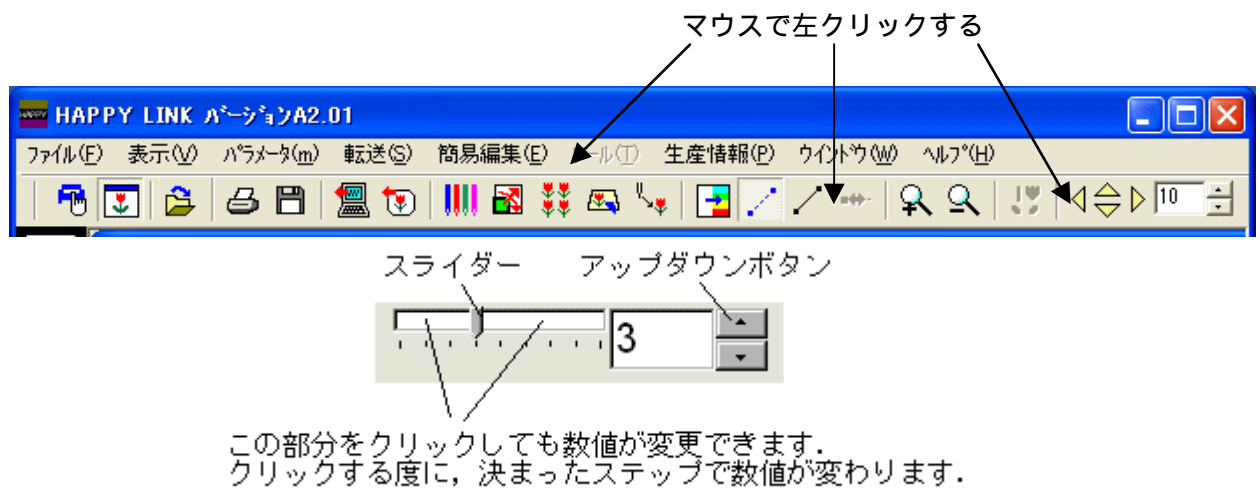 マウスで左クリックする
HAPPY LINK バージョンA2.01
ファイル(F) 表示(V) パラメータ(m) 転送(S) 簡易編集(E) ール(T) 生産情報(P) ウインドウ(W) ヘルプ(H)
10
スライダー アップダウンボタン
3
この部分をクリックしても数値が変更できます.
クリックする度に, 決まったステップで数値が変わります.